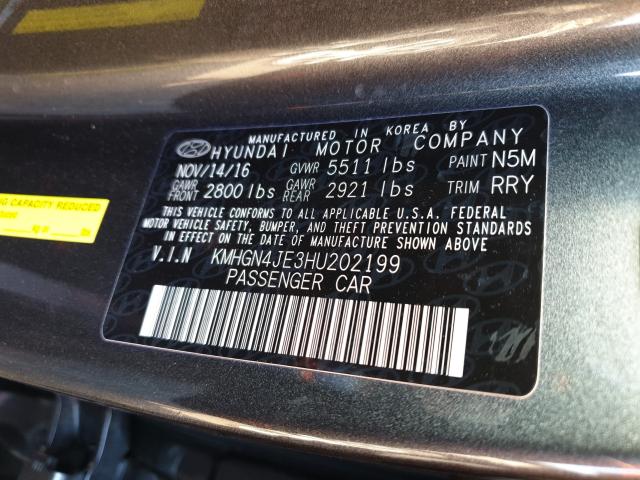 MANUFACTURED IN KOREA BY
HYUNDAI MOTOR COMPANY
NOV/14/16 GVWR 5511 lbs PAINT N5M
GAWR FRONT 2800 lbs GAWR REAR 2921 lbs TRIM RRY
THIS VEHICLE CONFORMS TO ALL APPLICABLE U.S.A. FEDERAL
MOTOR VEHICLE SAFETY, BUMPER, AND THEFT PREVENTION STANDARDS
IN EFFECT ON THE DATE OF MANUFACTURE SHOWN ABOVE.
V.I.N KMHGN4JE3HU202199
PASSENGER CAR
CAPACITY REDUCED